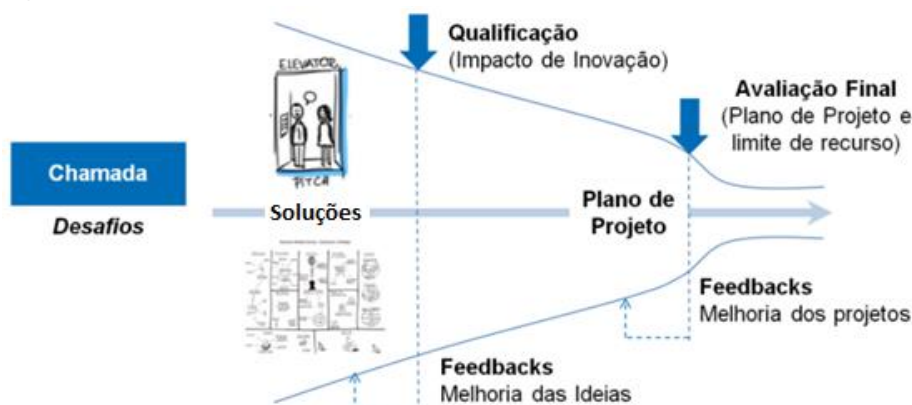 Qualificação
(Impacto de Inovação)
ELEVATOR
PITCH
Avaliação Final
(Plano de Projeto e
limite de recurso)
Chamada
Desafios
Soluções
Plano de
Projeto
Feedbacks
Melhoria dos projetos
Feedbacks
Melhoria das Ideias